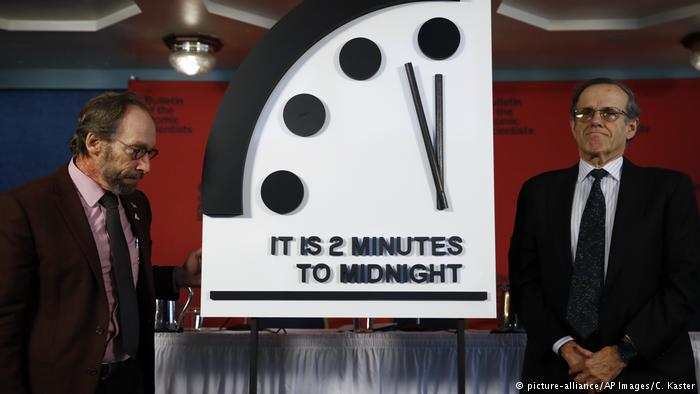 Bulletin
of the
Atomic
Scientists
IT IS 2 MINUTES
TO MIDNIGHT
Bulletin
of the
Scientists
© picture-alliance/AP Images/C. Kaster